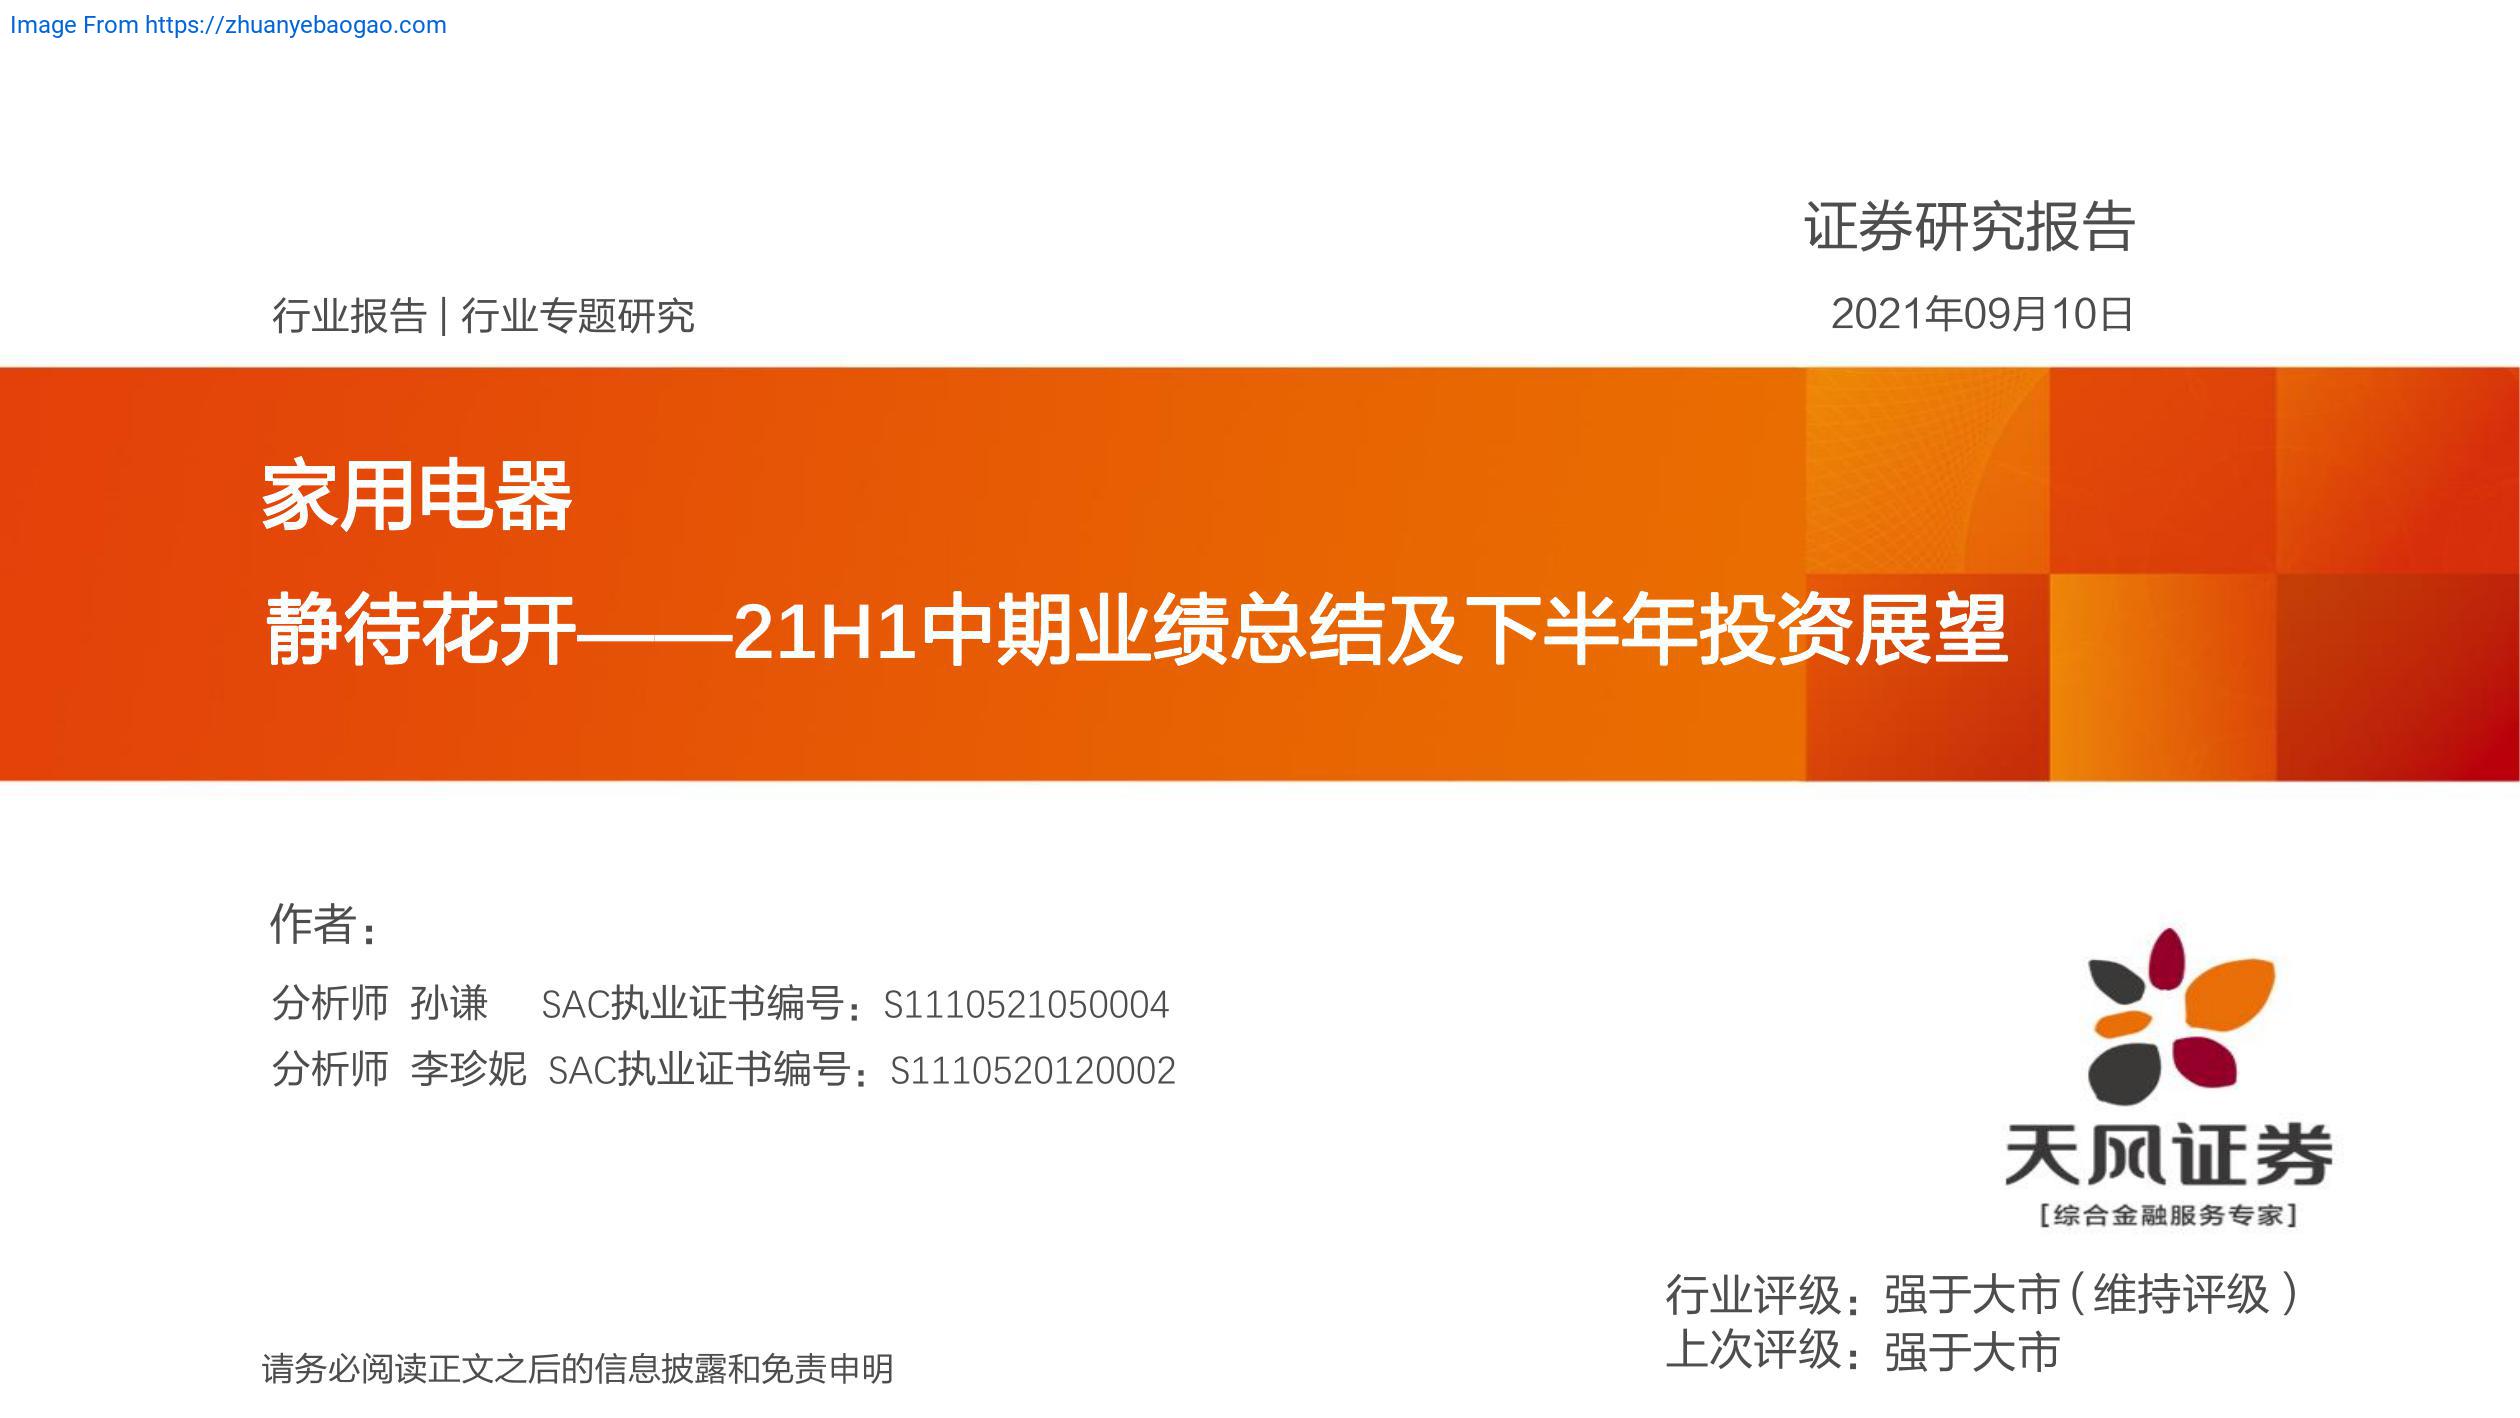 Image From https://zhuanyebaogao.com
证券研究报告
行业报告 | 行业专题研究
2021年09月10日
家用电器
静待花开——21H1中期业绩总结及下半年投资展望
作者：
分析师 孙谦 SAC执业证书编号：S1110521050004
分析师 李珍妮 SAC执业证书编号：S1110520120002
天风证券
[综合金融服务专家]
行业评级：强于大市（维持评级）
上次评级：强于大市
请务必阅读正文之后的信息披露和免责申明